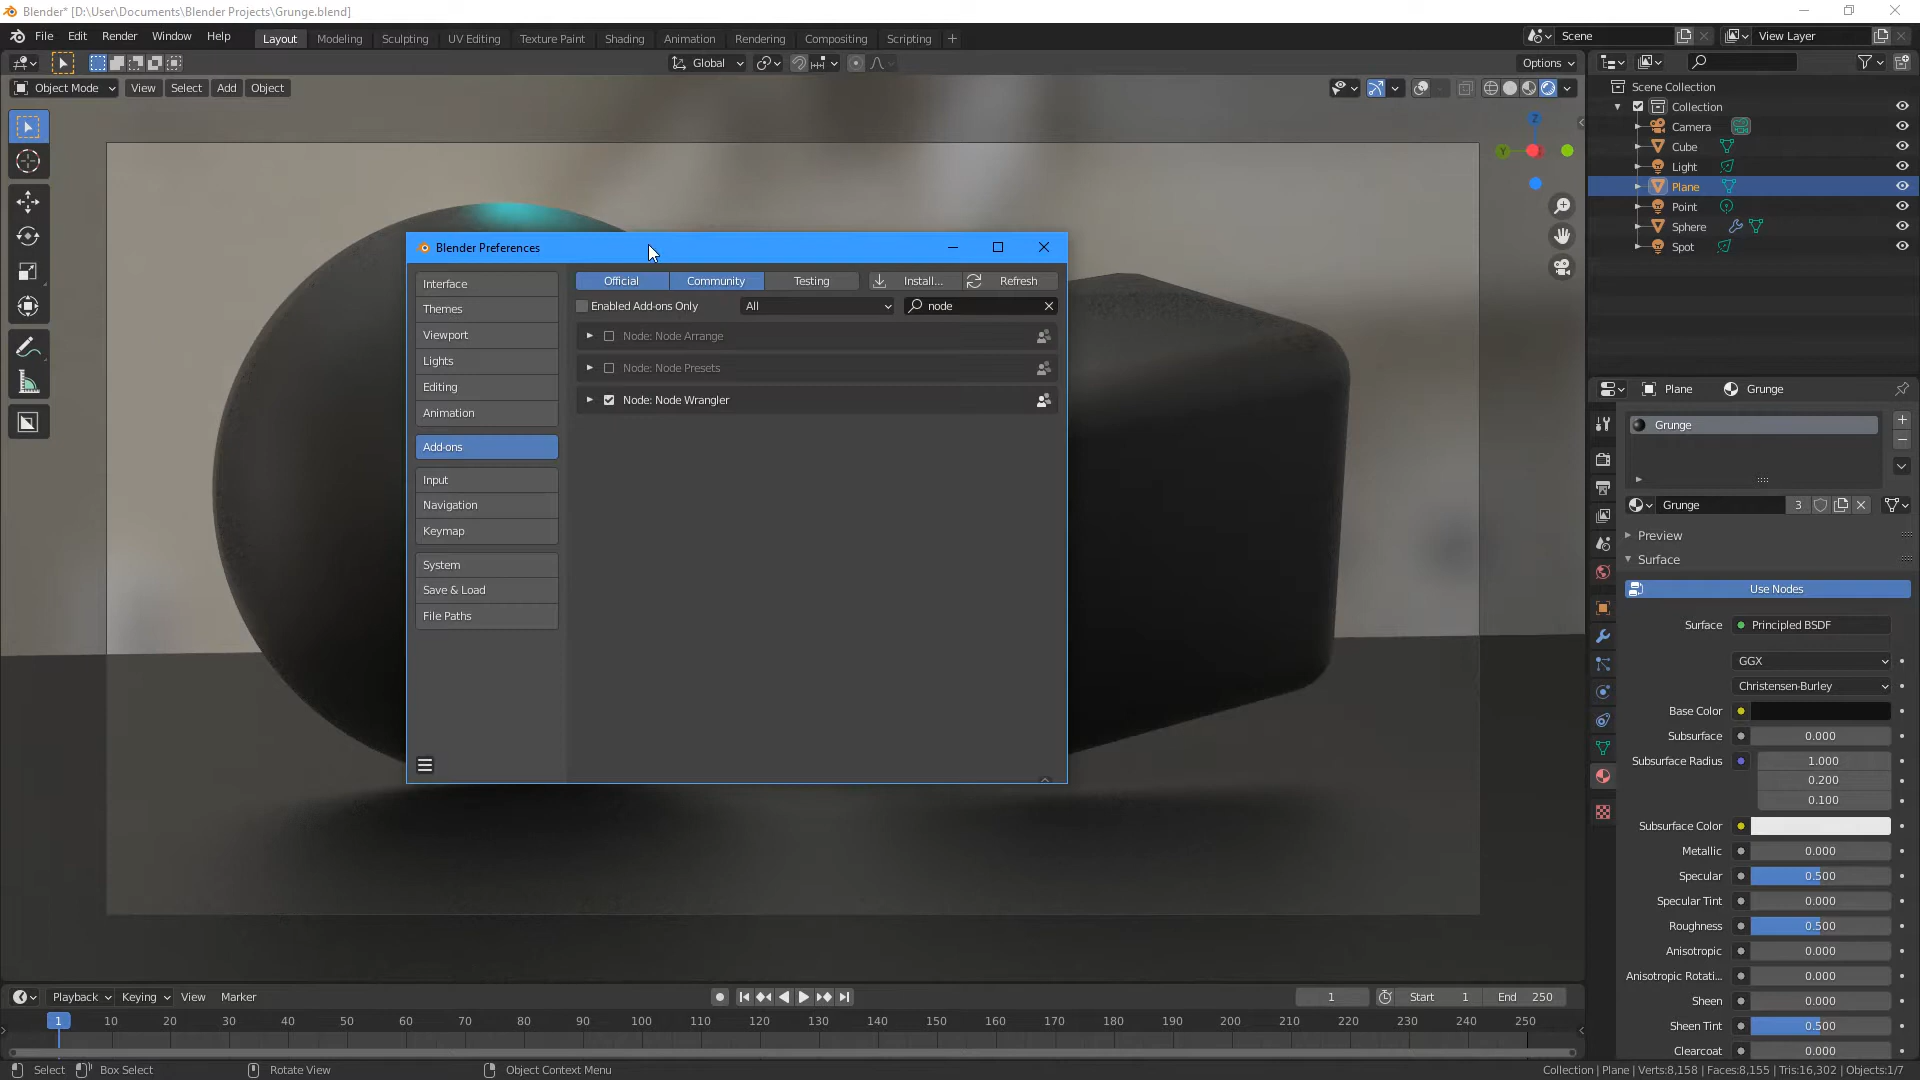 Blender* [D:\User\Documents\Blender Projects\Grunge.blend]
File Edit Render Window Help Layout Modeling Sculpting UV Editing Texture Paint Shading Animation Rendering Compositing Scripting + Scene View Layer
Global Options
Object Mode View Select Add Object
Z
Y
Scene Collection
Collection
Camera
Cube
Light
Plane
Point
Sphere
Spot
Blender Preferences
Interface
Themes
Viewport
Lights
Editing
Animation
Add-ons
Input
Navigation
Keymap
System
Save & Load
File Paths
Official Community Testing Install... Refresh
Enabled Add-ons Only All node
Node: Node Arrange
Node: Node Presets
Node: Node Wrangler
Plane Grunge
Grunge
Grunge 3
Preview
Surface
Use Nodes
Surface Principled BSDF
GGX
Christensen-Burley
Base Color
Subsurface 0.000
Subsurface Radius 1.000
0.200
0.100
Subsurface Color
Metallic 0.000
Specular 0.500
Specular Tint 0.000
Roughness 0.500
Anisotropic 0.000
Anisotropic Rotati... 0.000
Sheen 0.000
Sheen Tint 0.500
Clearcoat 0.000
Playback Keying View Marker 1 Start 1 End 250
1 10 20 30 40 50 60 70 80 90 100 110 120 130 140 150 160 170 180 190 200 210 220 230 240 250
Select Box Select Rotate View Object Context Menu Collection | Plane | Verts:8,158 | Faces:8,155 | Tris:16,302 | Objects:1/7